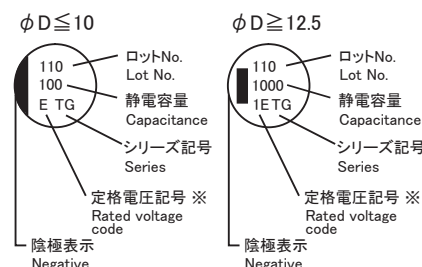 φD≦10
110
100
E TG
ロットNo.
Lot No.
静電容量
Capacitance
シリーズ記号
Series
定格電圧記号 ※
Rated voltage
code
陰極表示
Negative
φD≧12.5
110
1000
1E TG
ロットNo.
Lot No.
静電容量
Capacitance
シリーズ記号
Series
定格電圧記号 ※
Rated voltage
code
陰極表示
Negative